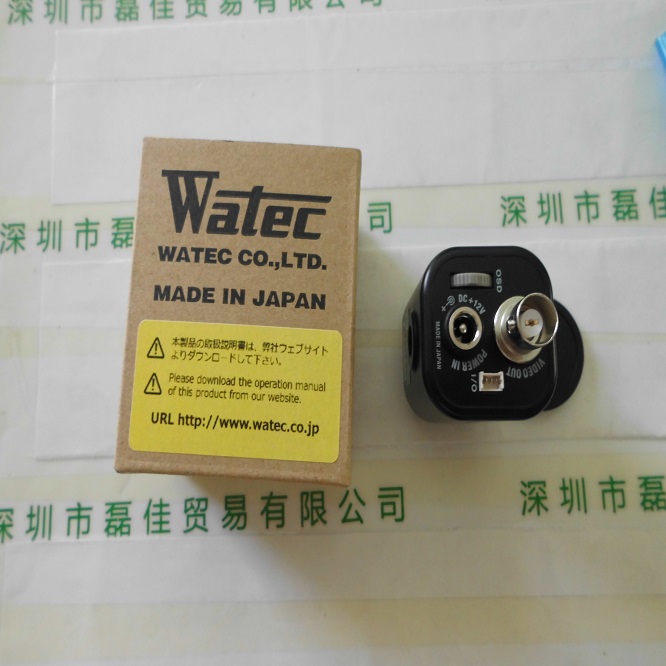 深圳市磊佳贸易有限公司
Watec
WATEC CO.,LTD.
MADE IN JAPAN
本製品の取扱説明書は、弊社ウェブサイト
よりダウンロードして下さい。
Please download the operation manual
of this product from our website.
URL http://www.watec.co.jp
OSD
DC+12V
MADE IN JAPAN
POWER IN
VIDEO OUT
I/O
司
深圳市磊佳
深圳市磊
深圳市磊佳贸易有限公司
深圳市磊